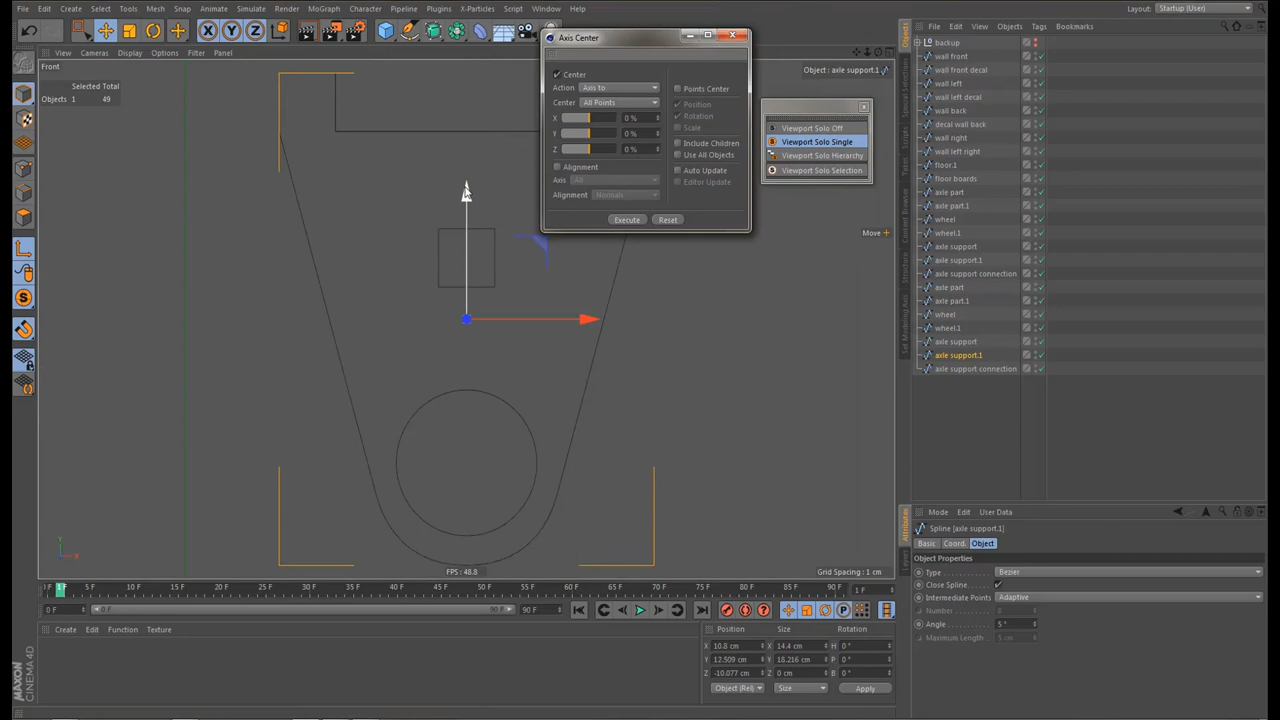 File Create Select Tools Mesh Snap Animate Simulate Render MoGraph Character Pipeline Plugins X-Particles Script Window Help
Layout: Startup (User)
View Cameras Display Options Filter Panel
Front
Selected Total
Objects 1 49
Object : axle support.1
Move
Axis Center
Center
Action Axis to
Center All Points
X 0 %
Y 0 %
Z 0 %
Alignment
Axis All
Alignment Normals
Points Center
Position
Rotation
Scale
Include Children
Use All Objects
Auto Update
Editor Update
Execute Reset
Viewport Solo Off
Viewport Solo Single
Viewport Solo Hierarchy
Viewport Solo Selection
FPS : 48.8
Grid Spacing : 1 cm
File Edit View Objects Tags Bookmarks
backup
wall front
wall front decal
wall left
wall left decal
decal wall back
wall right
wall left right
floor.1
floor boards
axle part
axle part.1
wheel
wheel.1
axle support
axle support.1
axle support connection
axle part
axle part.1
wheel
wheel.1
axle support
axle support.1
axle support connection
Objects
Content Browser
Structure
Attributes
Layers
Mode Edit User Data
Spline [axle support.1]
Basic Coord. Object
Object Properties
Type Bezier
Close Spline
Intermediate Points Adaptive
Number 8
Angle 5 °
Maximum Length 5 cm
5 F 10 F 15 F 20 F 25 F 30 F 35 F 40 F 45 F 50 F 55 F 60 F 65 F 70 F 75 F 80 F 85 F 90 F 1 F
0 F 0 F 90 F 90 F
Create Edit Function Texture
Position Size Rotation
X 10.8 cm X 14.4 cm H 0 °
Y 12.509 cm Y 18.216 cm P 0 °
Z -10.077 cm Z 0 cm B 0 °
Object (Rel) Size Apply
MAXON
CINEMA 4D